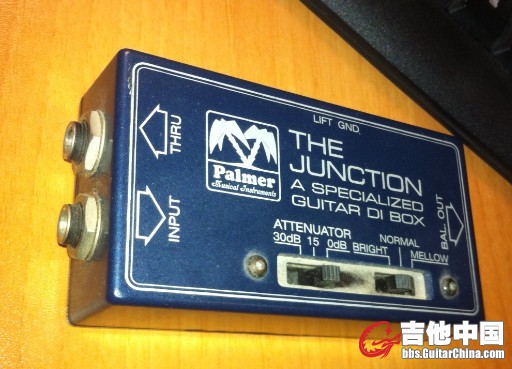 LIFT GND
THRU
INPUT
Palmer
Musical Instruments
THE
JUNCTION
A SPECIALIZED
GUITAR DI BOX
BAL. OUT
ATTENUATOR
30dB 15 0dB
BRIGHT NORMAL MELLOW
吉他中国
bbs.GuitarChina.com